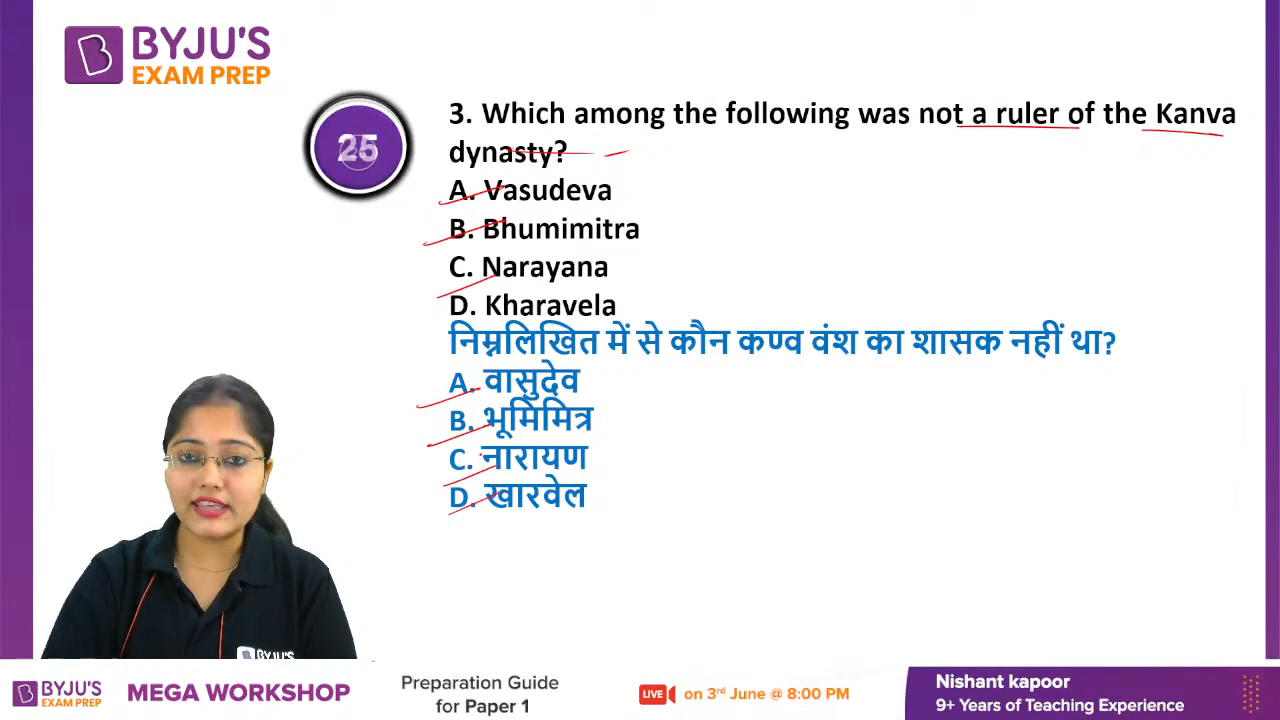 BYJU'S
EXAM PREP
25
3. Which among the following was not a ruler of the Kanva
dynasty?
A. Vasudeva
B. Bhumimitra
C. Narayana
D. Kharavela
निम्नलिखित में से कौन कण्व वंश का शासक नहीं था?
A. वासुदेव
B. भूमिमित्र
C. नारायण
D. खारवेल
BYJU'S
BYJU'S
EXAM PREP
MEGA WORKSHOP
Preparation Guide
for Paper 1
LIVE
on 3rd June @ 8:00 PM
Nishant kapoor
9+ Years of Teaching Experience